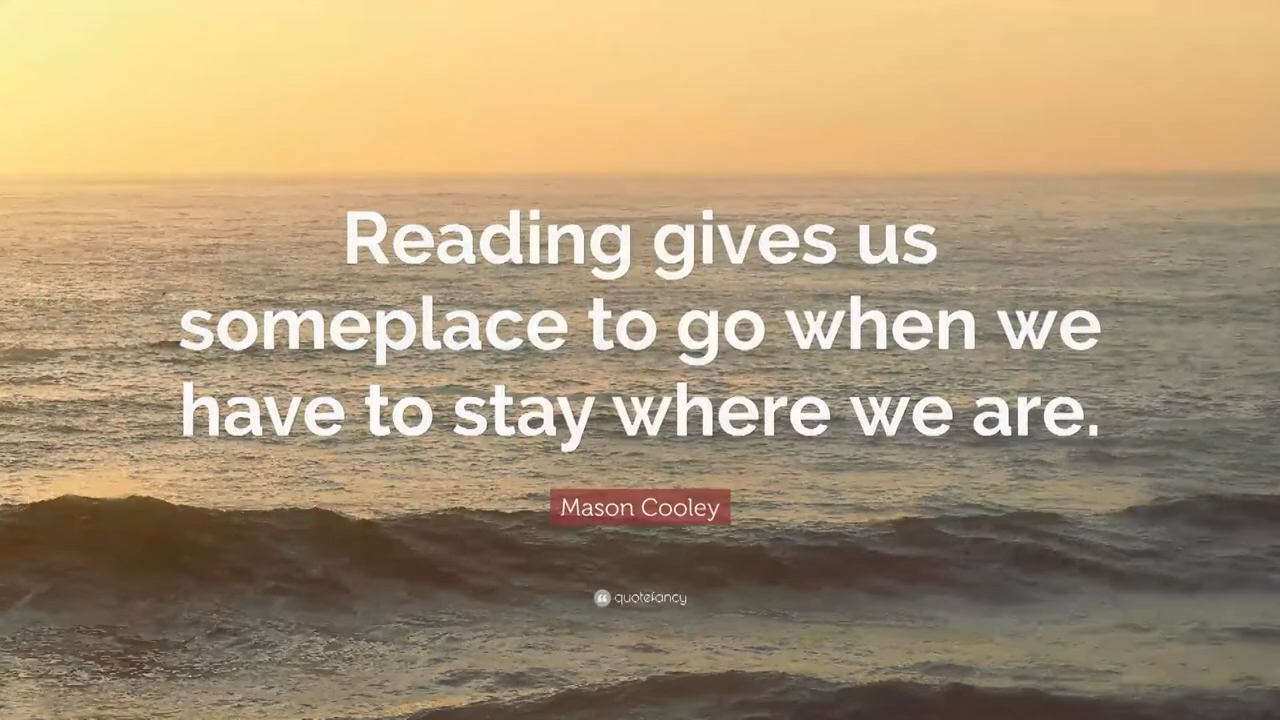 Reading gives us
someplace to go when we
have to stay where we are.
Mason Cooley
quotefancy